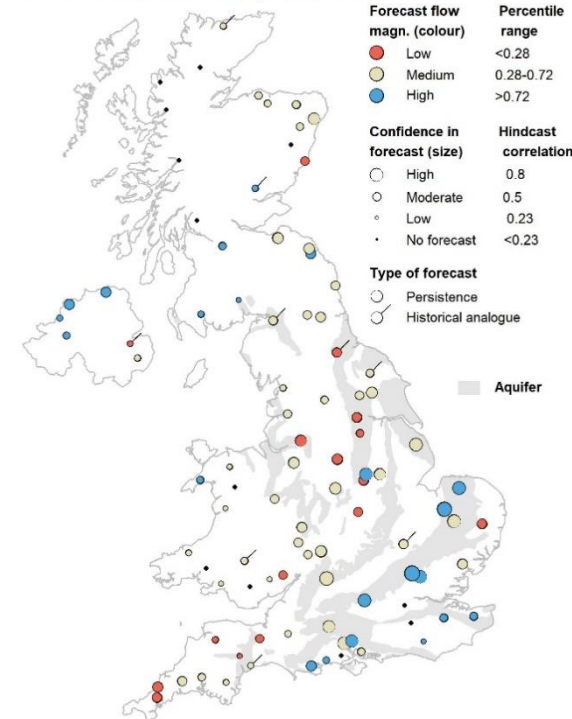 Forecast flow Percentile
magn. (colour) range
Low <0.28
Medium 0.28-0.72
High >0.72
Confidence in Hindcast
forecast (size) correlation
High 0.8
Moderate 0.5
Low 0.23
No forecast <0.23
Type of forecast
Persistence
Historical analogue
Aquifer